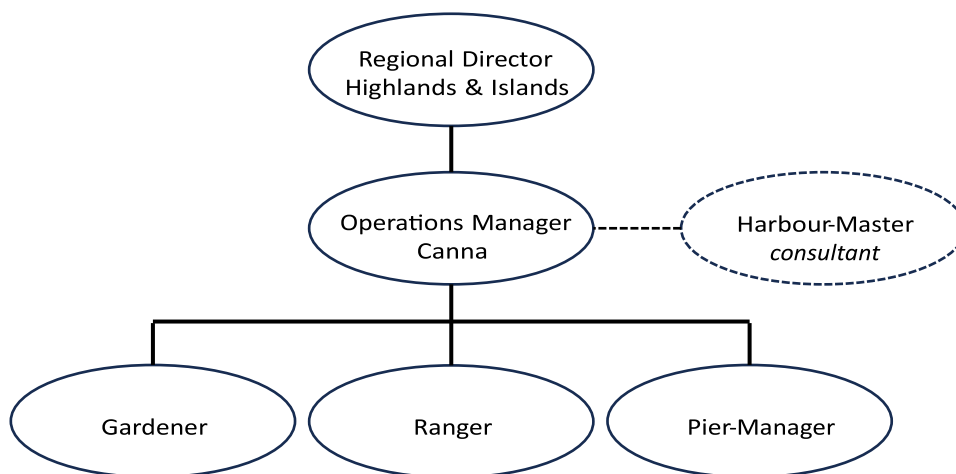 Regional Director
Highlands & Islands
Operations Manager
Canna
Harbour-Master
consultant
Gardener
Ranger
Pier-Manager